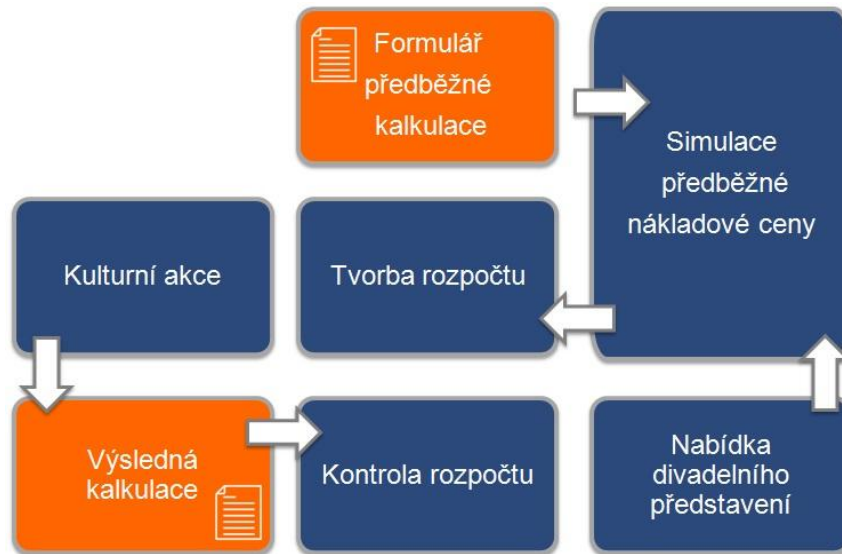 Formulář
předběžné
kalkulace
Simulace
předběžné
nákladové ceny
Kulturní akce
Tvorba rozpočtu
Výsledná
kalkulace
Kontrola rozpočtu
Nabídka
divadelního
představení